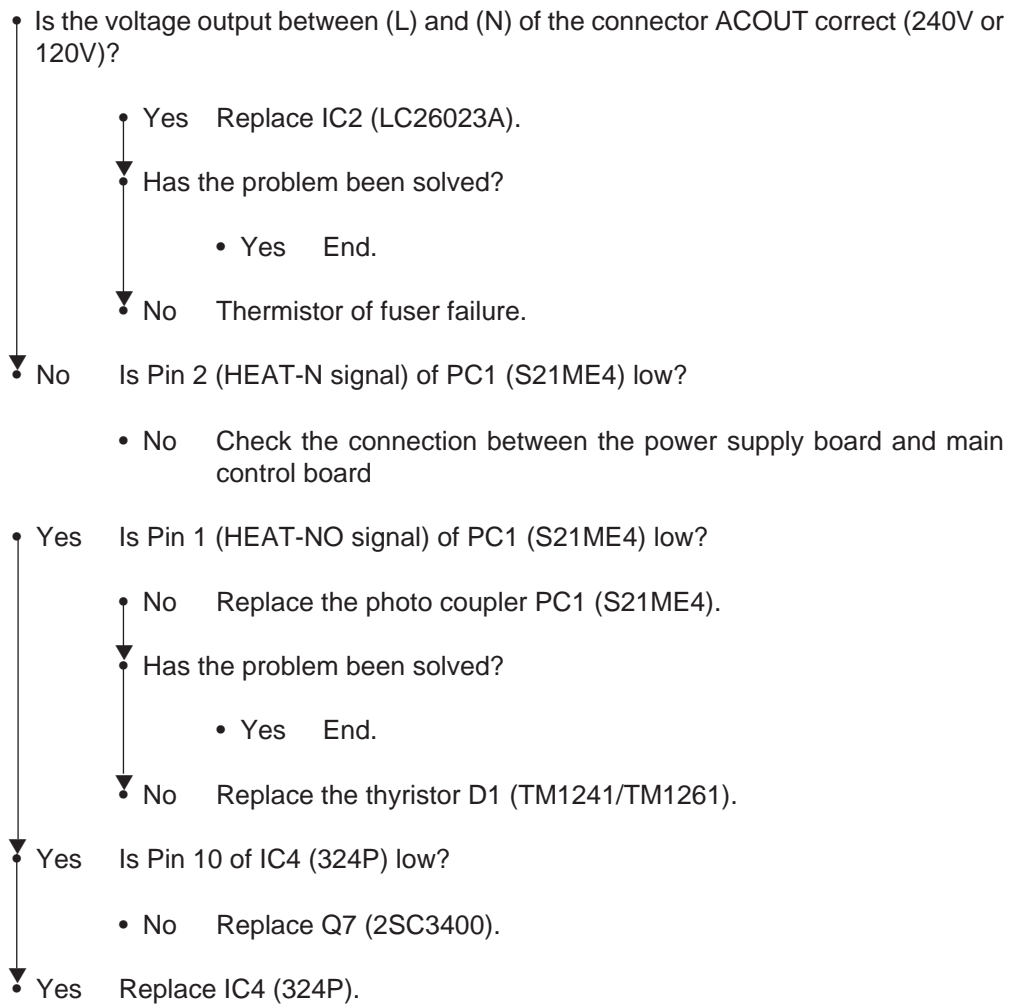 • Is the voltage output between (L) and (N) of the connector ACOUT correct (240V or
120V)?
• Yes Replace IC2 (LC26023A).
• Has the problem been solved?
• Yes End.
• No Thermistor of fuser failure.
• No Is Pin 2 (HEAT-N signal) of PC1 (S21ME4) low?
• No Check the connection between the power supply board and main
control board
• Yes Is Pin 1 (HEAT-NO signal) of PC1 (S21ME4) low?
• No Replace the photo coupler PC1 (S21ME4).
• Has the problem been solved?
• Yes End.
• No Replace the thyristor D1 (TM1241/TM1261).
• Yes Is Pin 10 of IC4 (324P) low?
• No Replace Q7 (2SC3400).
• Yes Replace IC4 (324P).